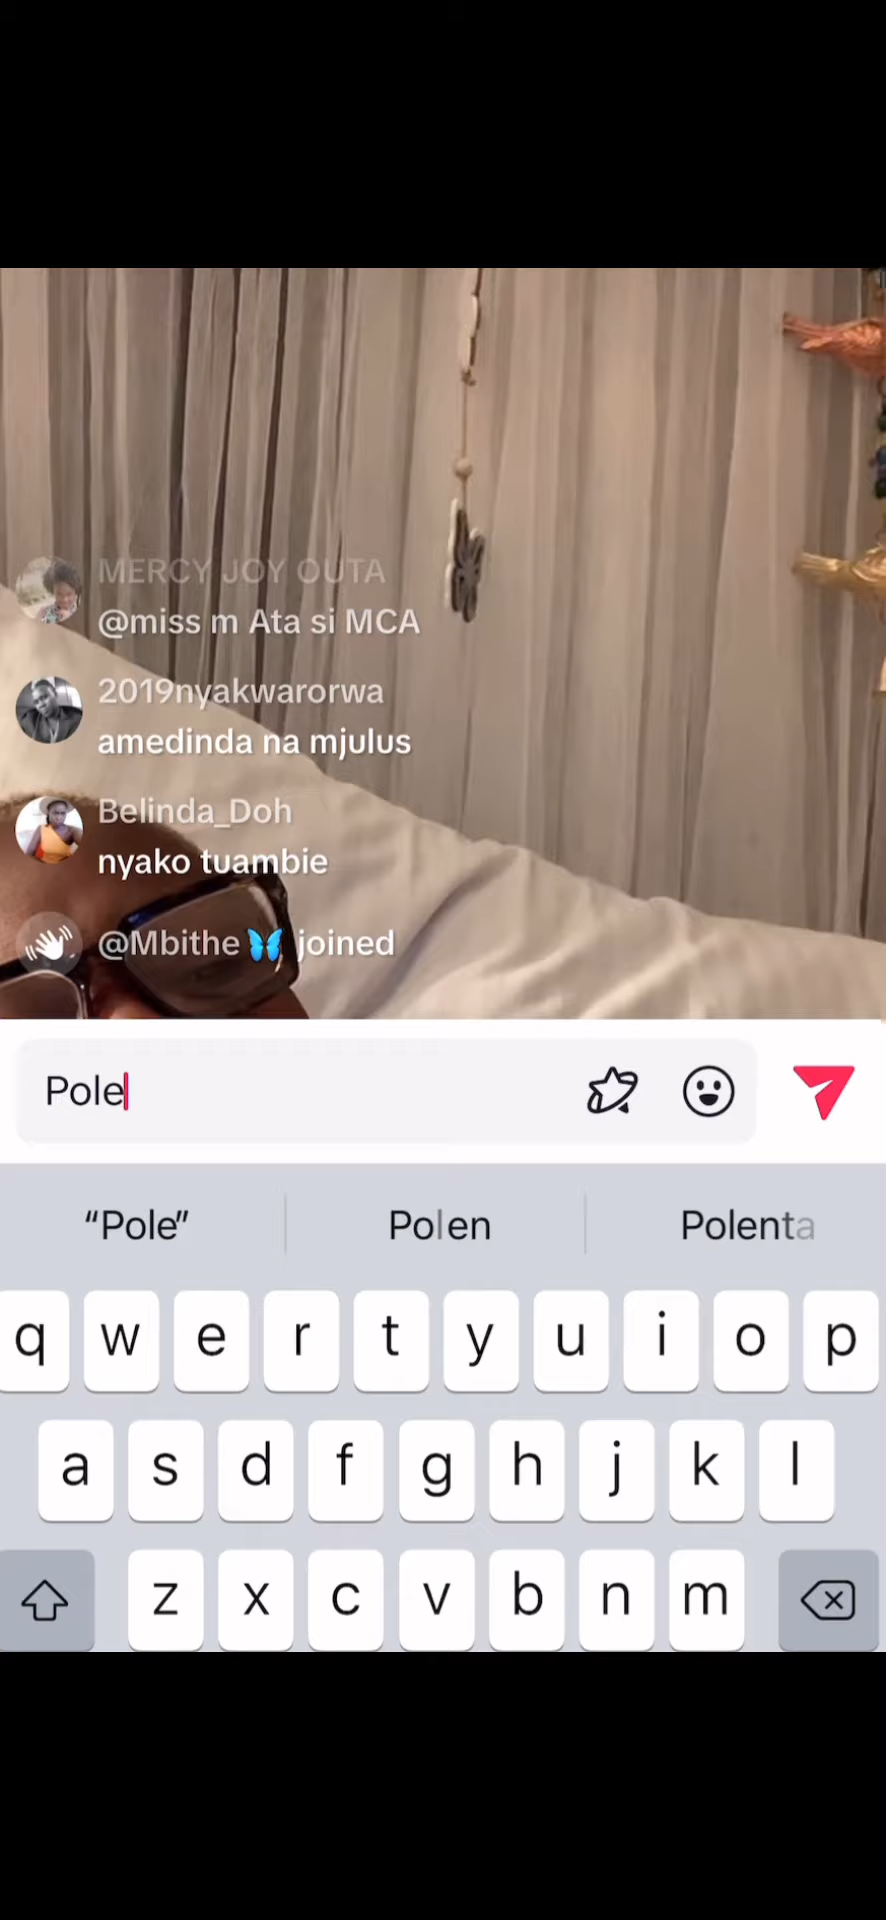 MERCY JOY OUTA
@miss m Ata si MCA
2019nyakwarorwa
amedinda na mjulus
Belinda_Doh
nyako tuambie
@Mbithe🦋 joined
Pole
“Pole” Polen Polenta
q w e r t y u i o p
a s d f g h j k l
z x c v b n m